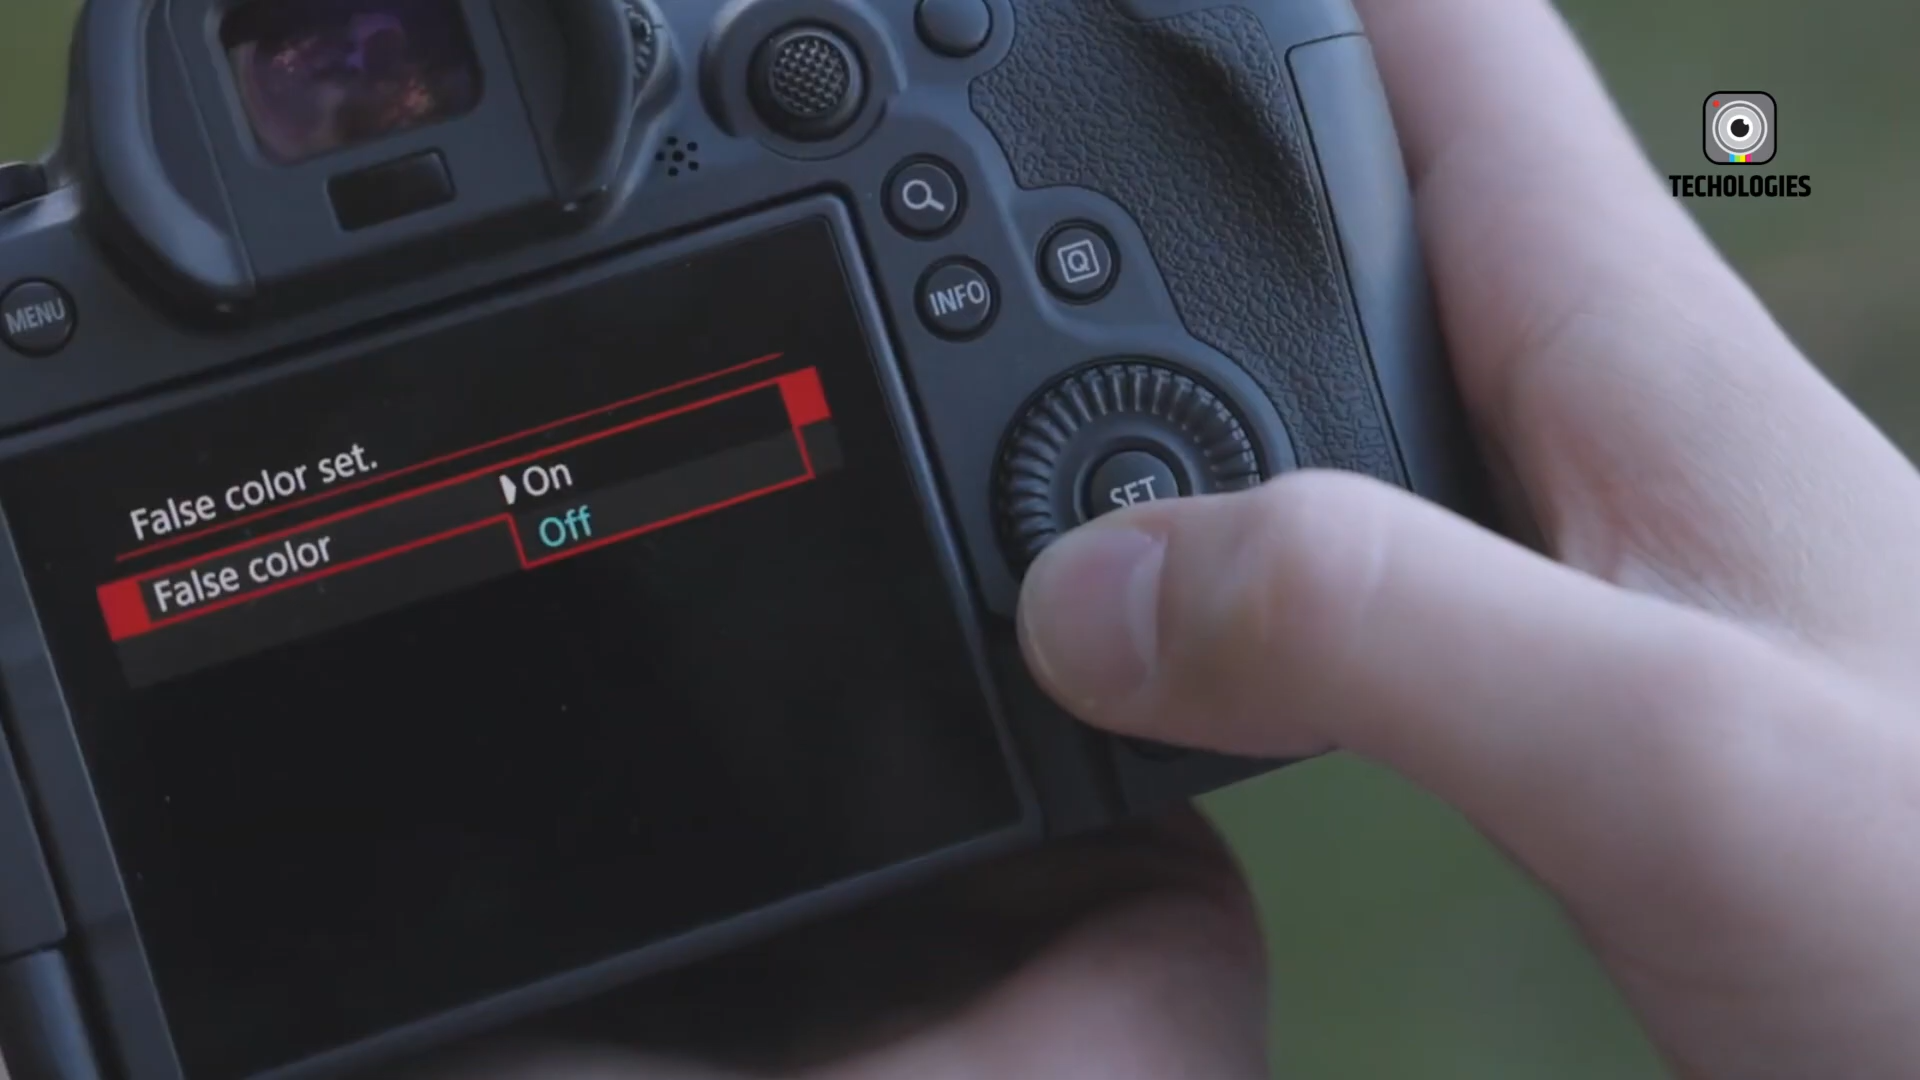 TECHOLOGIES
MENU
INFO
Q
SET
False color set.
False color
On
Off